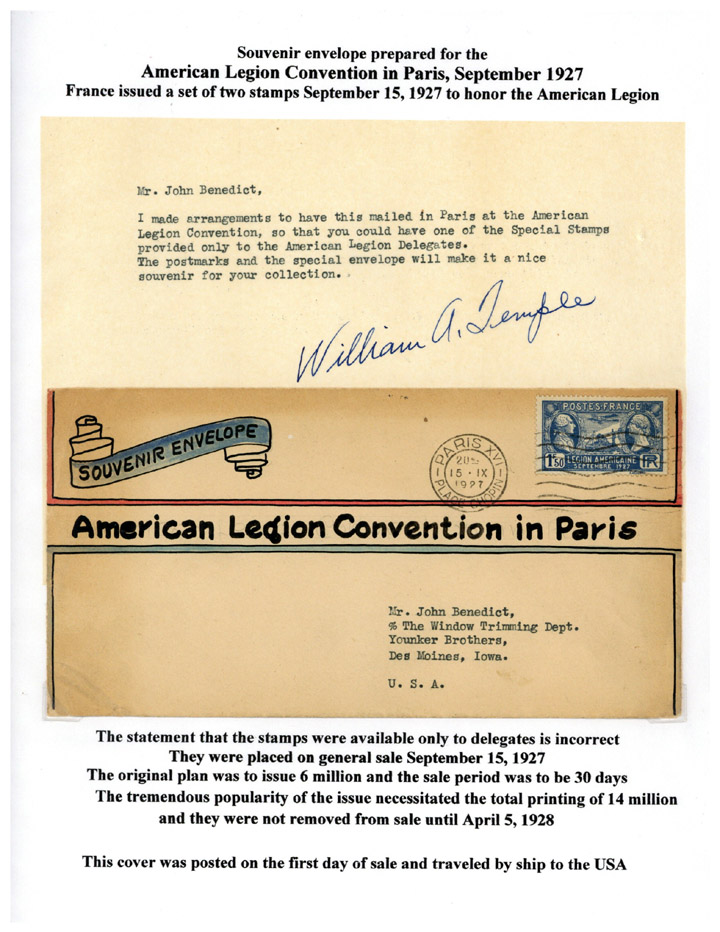 Souvenir envelope prepared for the
American Legion Convention in Paris, September 1927
France issued a set of two stamps September 15, 1927 to honor the American Legion
Mr. John Benedict,
I made arrangements to have this mailed in Paris at the American
Legion Convention, so that you could have one of the Special Stamps
provided only to the American Legion Delegates.
The postmarks and the special envelope will make it a nice
souvenir for your collection.
William A. Temple
SOUVENIR ENVELOPE
PARIS XVI
15 · IX
1927
PLACE CHOPIN
POSTES·FRANCE
1F50 LEGION AMERICAINE RF
SEPTEMBRE 1927
American Legion Convention in Paris
Mr. John Benedict,
% The Window Trimming Dept.
Younker Brothers,
Des Moines, Iowa.
U. S. A.
The statement that the stamps were available only to delegates is incorrect
They were placed on general sale September 15, 1927
The original plan was to issue 6 million and the sale period was to be 30 days
The tremendous popularity of the issue necessitated the total printing of 14 million
and they were not removed from sale until April 5, 1928
This cover was posted on the first day of sale and traveled by ship to the USA